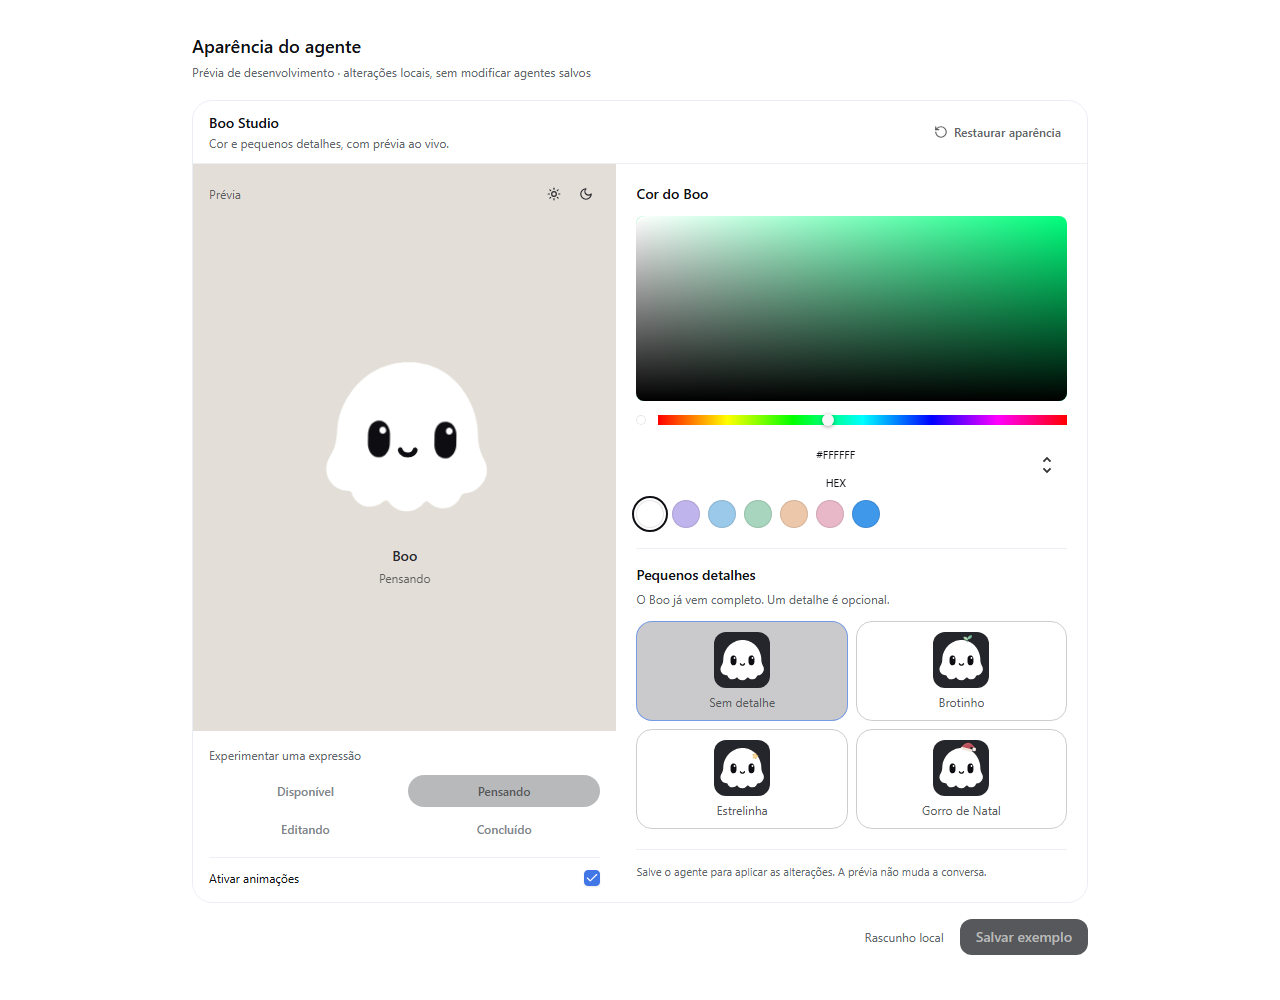 Aparência do agente
Prévia de desenvolvimento · alterações locais, sem modificar agentes salvos
Boo Studio
Cor e pequenos detalhes, com prévia ao vivo.
Restaurar aparência
Prévia
Boo
Pensando
Experimentar uma expressão
Disponível
Pensando
Editando
Concluído
Ativar animações
Cor do Boo
#FFFFFF
HEX
Pequenos detalhes
O Boo já vem completo. Um detalhe é opcional.
Sem detalhe
Brotinho
Estrelinha
Gorro de Natal
Salve o agente para aplicar as alterações. A prévia não muda a conversa.
Rascunho local
Salvar exemplo